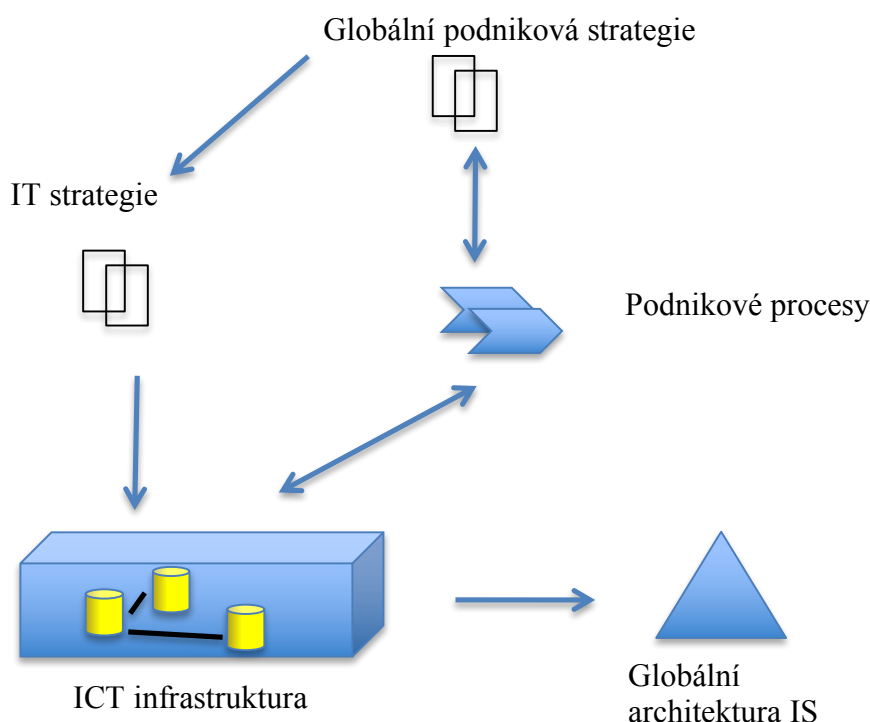 Globální podniková strategie
IT strategie
Podnikové procesy
ICT infrastruktura
Globální
architektura IS